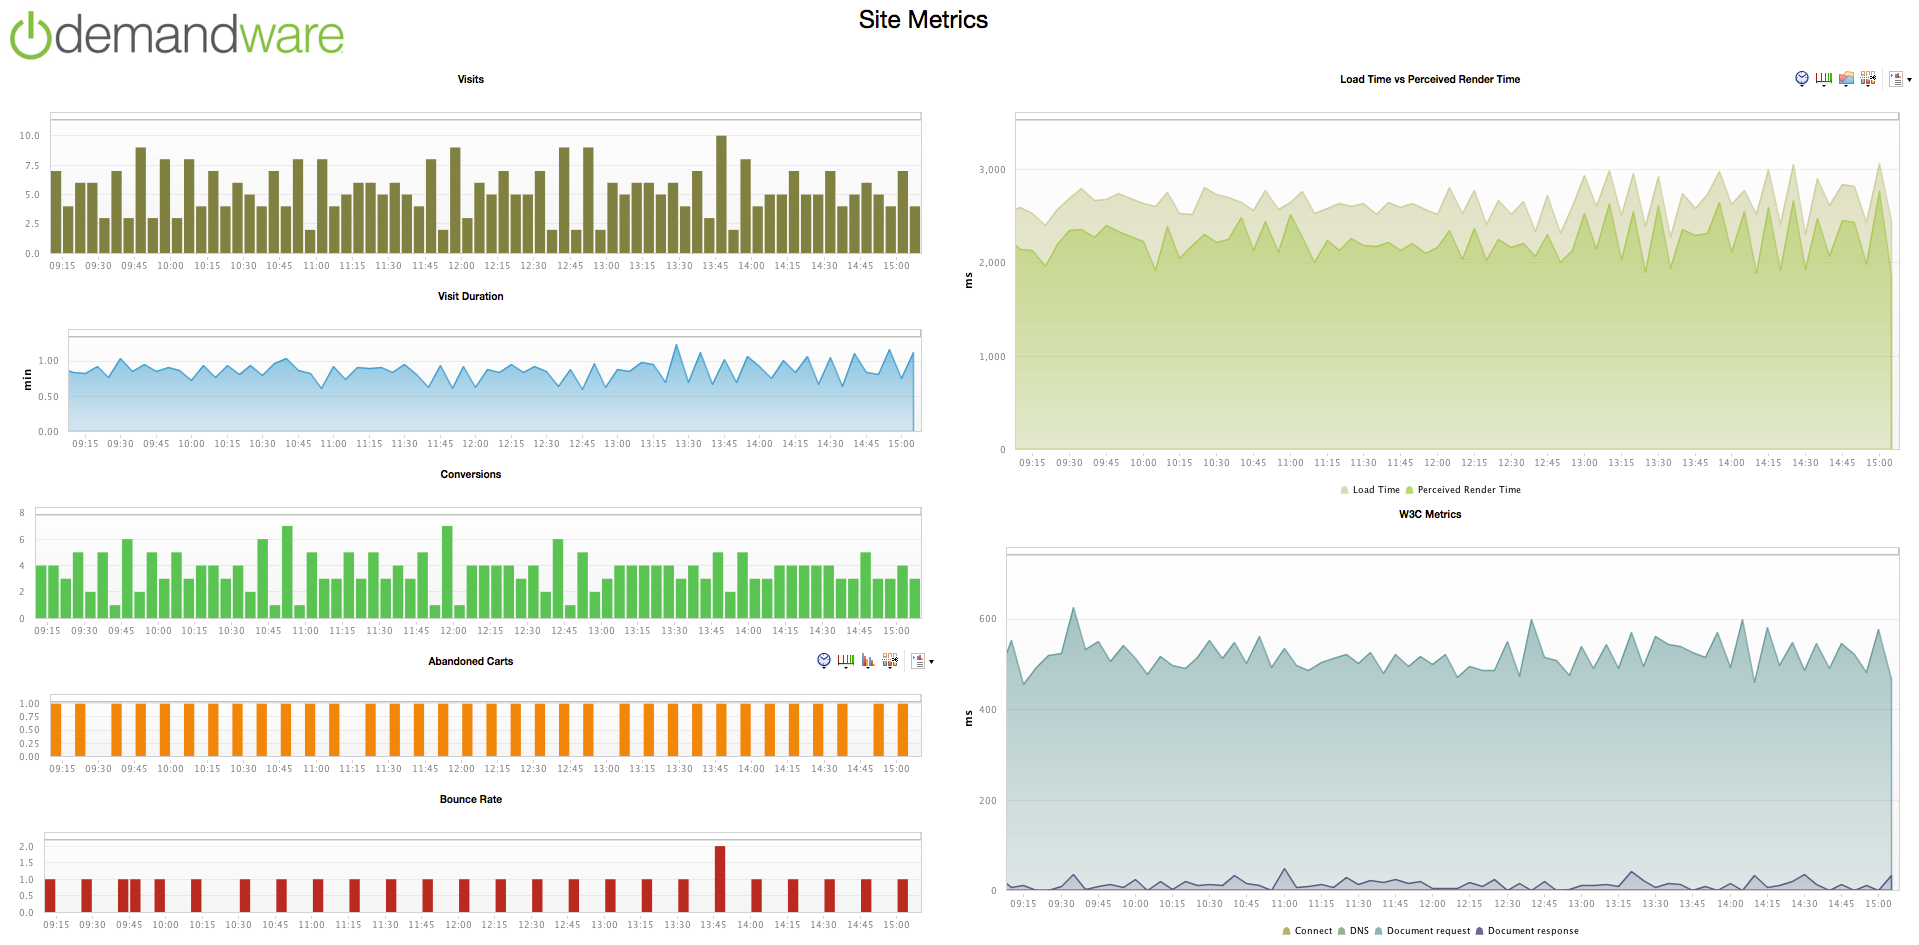 demandware
Site Metrics
Visits
10.0
7.5
5.0
2.5
0.0
09:15 09:30 09:45 10:00 10:15 10:30 10:45 11:00 11:15 11:30 11:45 12:00 12:15 12:30 12:45 13:00 13:15 13:30 13:45 14:00 14:15 14:30 14:45 15:00
Visit Duration
min
1.00
0.50
0.00
09:15 09:30 09:45 10:00 10:15 10:30 10:45 11:00 11:15 11:30 11:45 12:00 12:15 12:30 12:45 13:00 13:15 13:30 13:45 14:00 14:15 14:30 14:45 15:00
Conversions
8
6
4
2
0
09:15 09:30 09:45 10:00 10:15 10:30 10:45 11:00 11:15 11:30 11:45 12:00 12:15 12:30 12:45 13:00 13:15 13:30 13:45 14:00 14:15 14:30 14:45 15:00
Abandoned Carts
1.00
0.75
0.50
0.25
0.00
09:15 09:30 09:45 10:00 10:15 10:30 10:45 11:00 11:15 11:30 11:45 12:00 12:15 12:30 12:45 13:00 13:15 13:30 13:45 14:00 14:15 14:30 14:45 15:00
Bounce Rate
2.0
1.5
1.0
0.5
0.0
09:15 09:30 09:45 10:00 10:15 10:30 10:45 11:00 11:15 11:30 11:45 12:00 12:15 12:30 12:45 13:00 13:15 13:30 13:45 14:00 14:15 14:30 14:45 15:00
Load Time vs Perceived Render Time
ms
3,000
2,000
1,000
0
09:15 09:30 09:45 10:00 10:15 10:30 10:45 11:00 11:15 11:30 11:45 12:00 12:15 12:30 12:45 13:00 13:15 13:30 13:45 14:00 14:15 14:30 14:45 15:00
Load Time Perceived Render Time
W3C Metrics
ms
600
400
200
0
09:15 09:30 09:45 10:00 10:15 10:30 10:45 11:00 11:15 11:30 11:45 12:00 12:15 12:30 12:45 13:00 13:15 13:30 13:45 14:00 14:15 14:30 14:45 15:00
Connect DNS Document request Document response